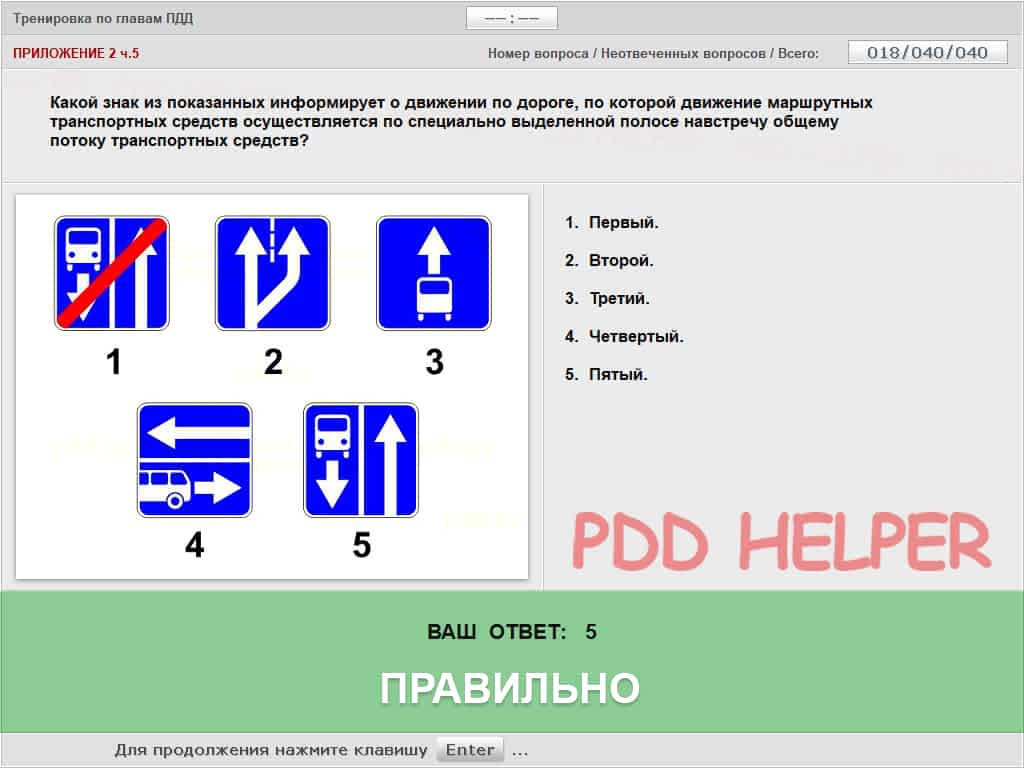 Тренировка по главам ПДД
–– : ––
ПРИЛОЖЕНИЕ 2 ч.5
Номер вопроса / Неотвеченных вопросов / Всего:
018/040/040
Какой знак из показанных информирует о движении по дороге, по которой движение маршрутных
транспортных средств осуществляется по специально выделенной полосе навстречу общему
потоку транспортных средств?
1
2
3
4
5
1. Первый.
2. Второй.
3. Третий.
4. Четвертый.
5. Пятый.
PDD HELPER
ВАШ ОТВЕТ: 5
ПРАВИЛЬНО
Для продолжения нажмите клавишу Enter ...